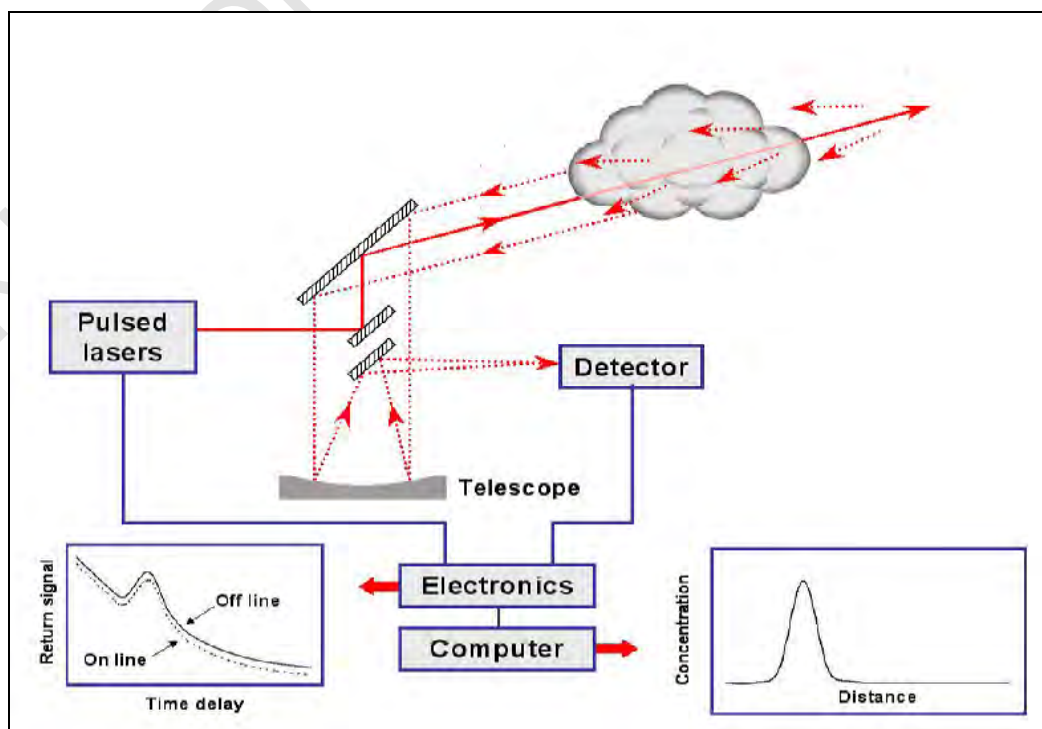 Pulsed
lasers
Detector
Telescope
Electronics
Computer
Return signal
Off line
On line
Time delay
Concentration
Distance